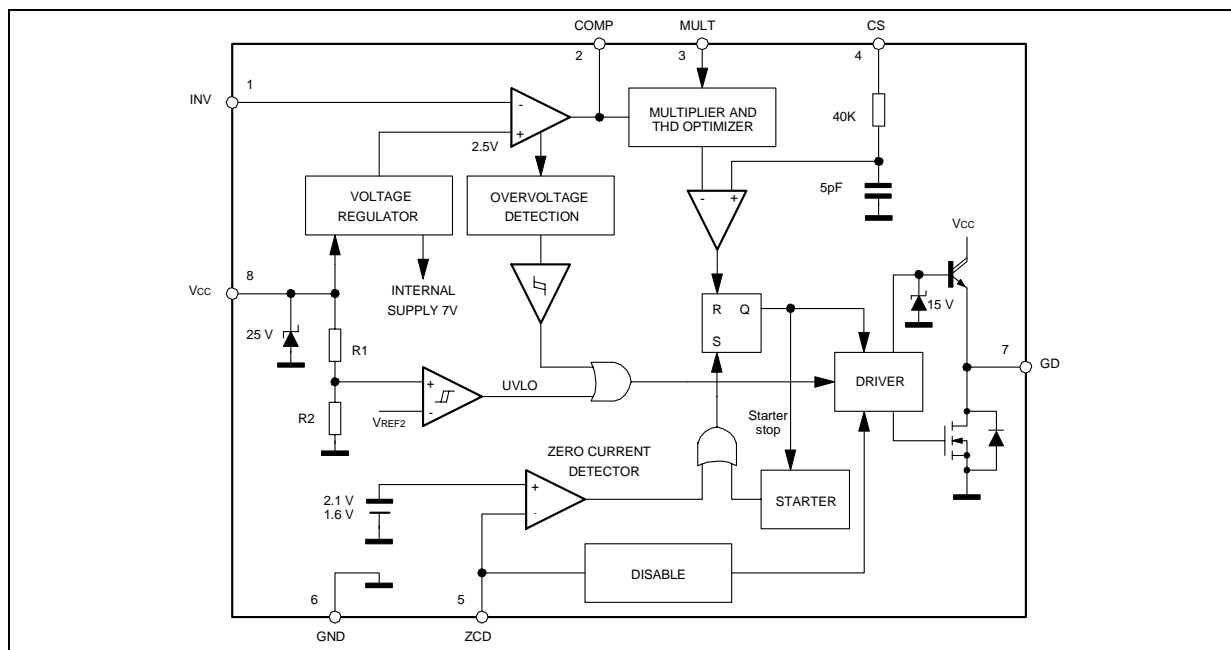 COMP
MULT
CS
2
3
4
1
INV
-
+
2.5V
MULTIPLIER AND
THD OPTIMIZER
40K
5pF
VOLTAGE
REGULATOR
OVERVOLTAGE
DETECTION
-
+
VCC
8
VCC
INTERNAL
SUPPLY 7V
25 V
R1
R Q
S
15 V
7
GD
DRIVER
R2
+
-
VREF2
UVLO
Starter
stop
ZERO CURRENT
DETECTOR
2.1 V
1.6 V
+
-
STARTER
DISABLE
6
5
GND
ZCD